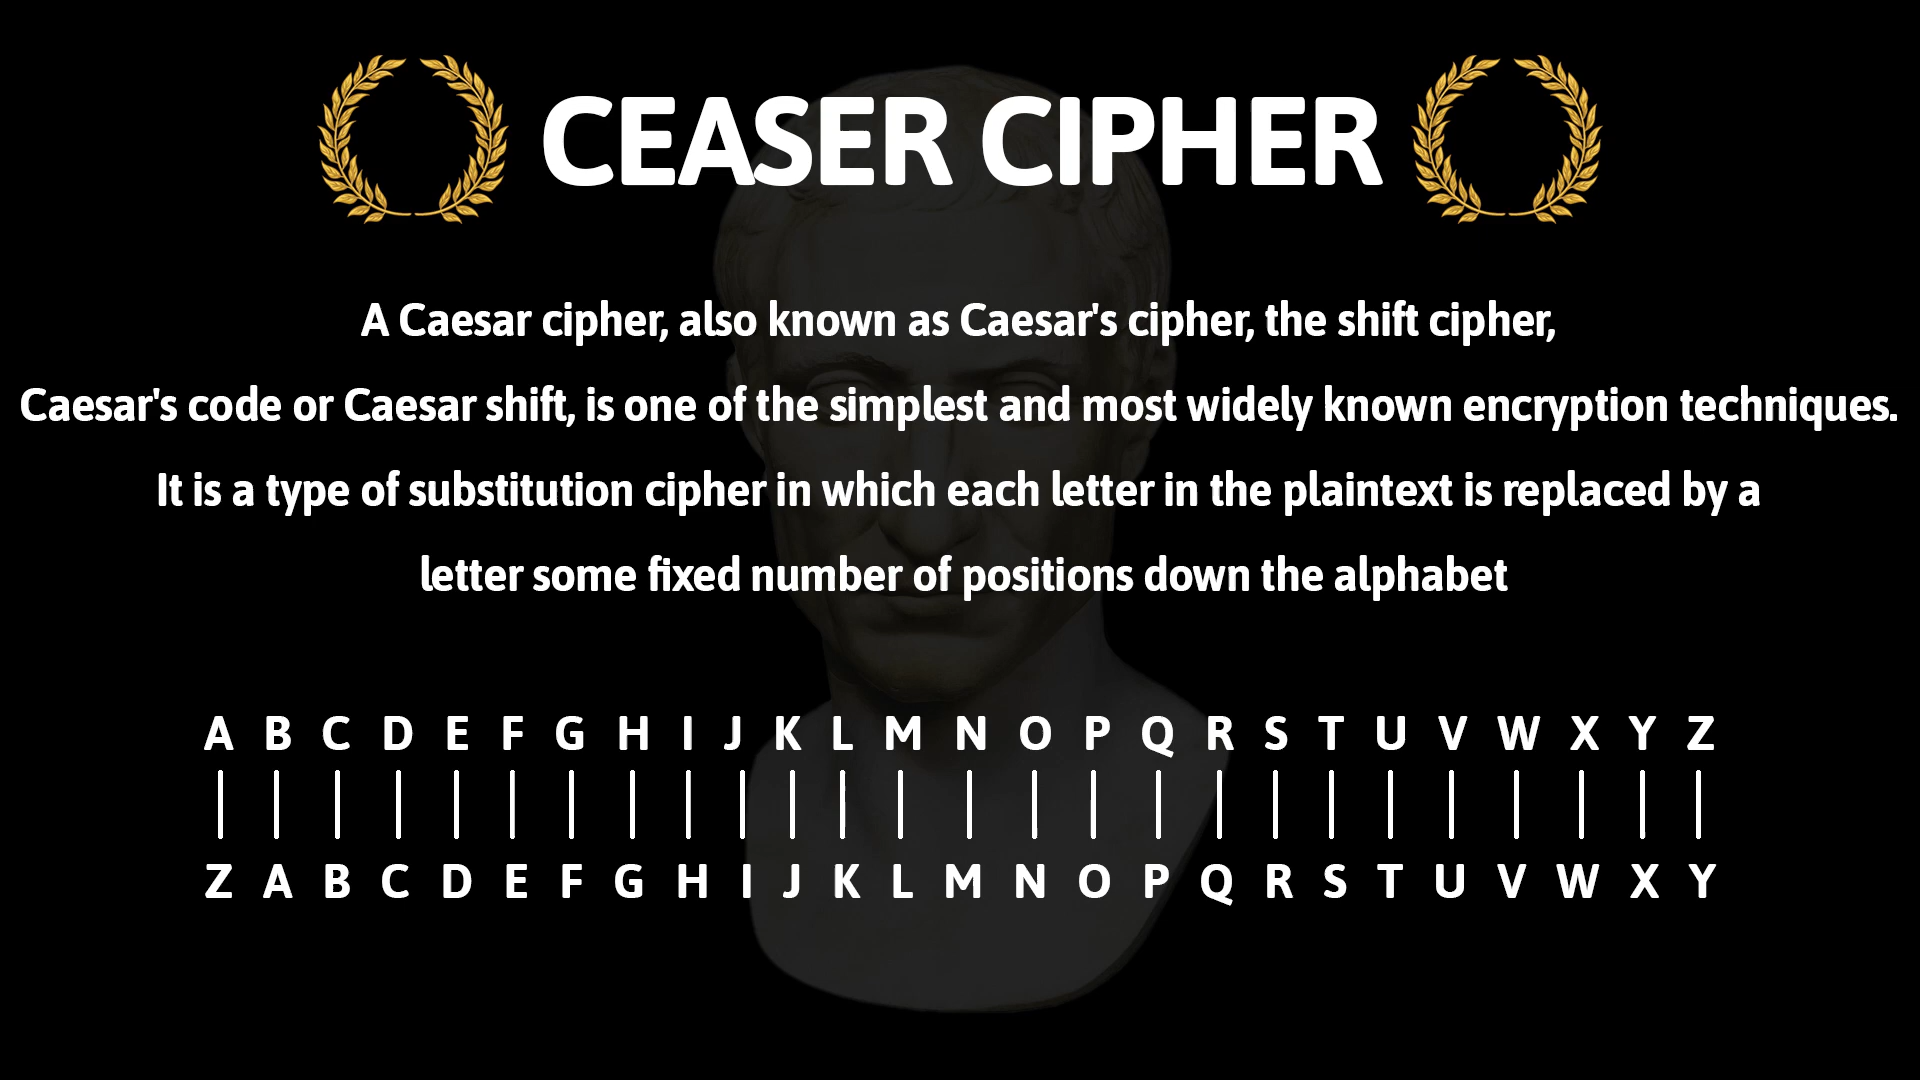 CEASER CIPHER
A Caesar cipher, also known as Caesar's cipher, the shift cipher,
Caesar's code or Caesar shift, is one of the simplest and most widely known encryption techniques.
It is a type of substitution cipher in which each letter in the plaintext is replaced by a
letter some fixed number of positions down the alphabet
A B C D E F G H I J K L M N O P Q R S T U V W X Y Z
Z A B C D E F G H I J K L M N O P Q R S T U V W X Y